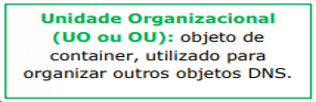 Unidade Organizacional
(UO ou OU): objeto de
container, utilizado para
organizar outros objetos DNS.